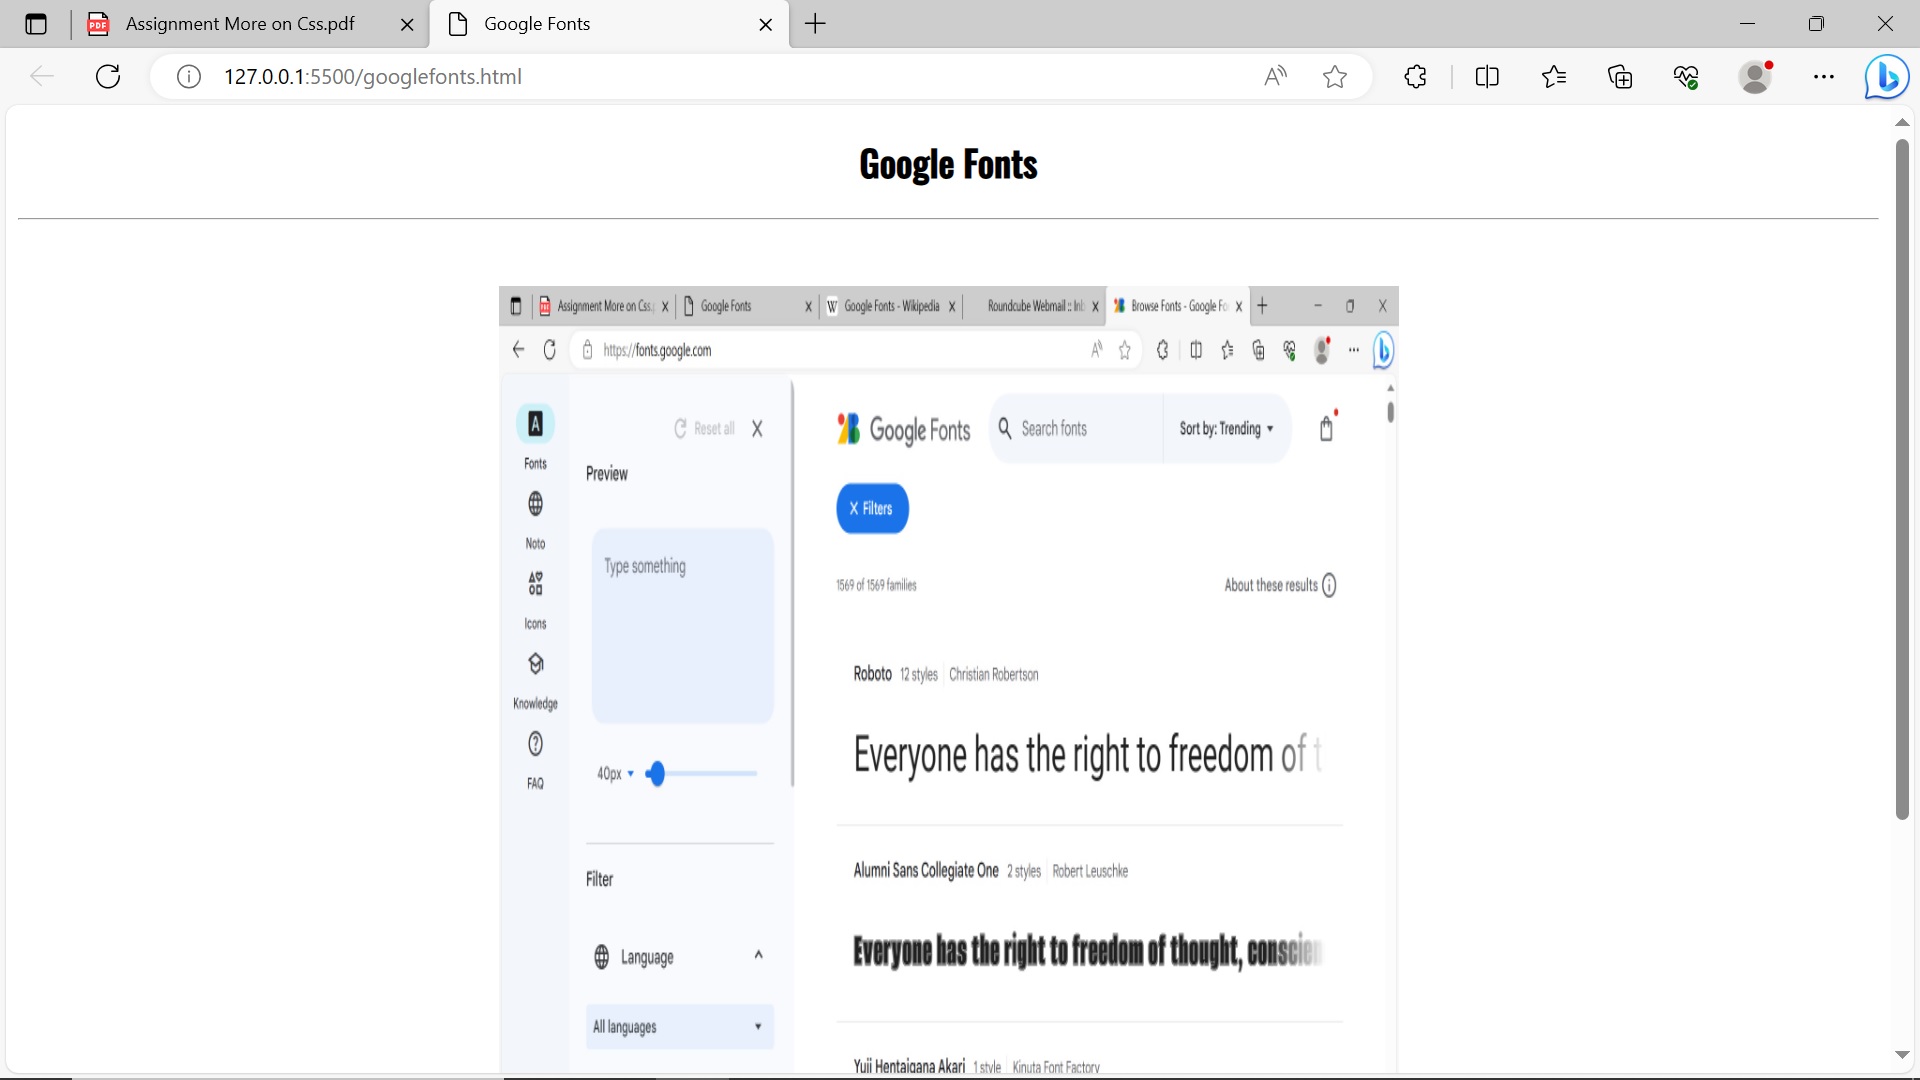 Assignment More on Css.pdf
Google Fonts
127.0.0.1:5500/googlefonts.html
Google Fonts
Assignment More on Css.
Google Fonts
Google Fonts - Wikipedia
Roundcube Webmail :: Inb
Browse Fonts - Google Fo
https://fonts.google.com
Reset all
Google Fonts
Search fonts
Sort by: Trending
Fonts
Preview
Filters
Noto
Type something
1569 of 1569 families
About these results
Icons
Roboto 12 styles Christian Robertson
Knowledge
Everyone has the right to freedom of t
40px
FAQ
Filter
Alumni Sans Collegiate One 2 styles Robert Leuschke
Everyone has the right to freedom of thought, conscien
Language
All languages
Yuji Hentaigana Akari 1 style Kinuta Font Factory